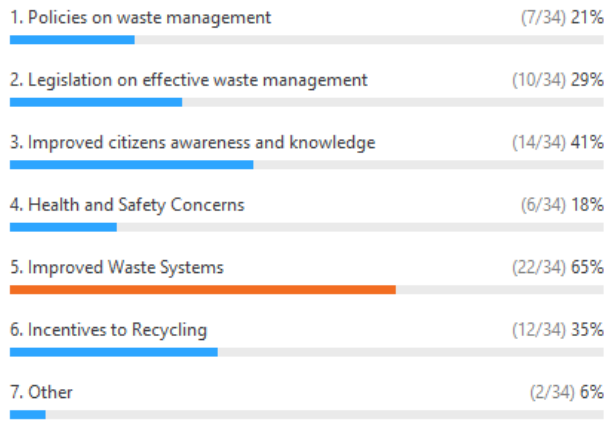 1. Policies on waste management (7/34) 21%
2. Legislation on effective waste management (10/34) 29%
3. Improved citizens awareness and knowledge (14/34) 41%
4. Health and Safety Concerns (6/34) 18%
5. Improved Waste Systems (22/34) 65%
6. Incentives to Recycling (12/34) 35%
7. Other (2/34) 6%